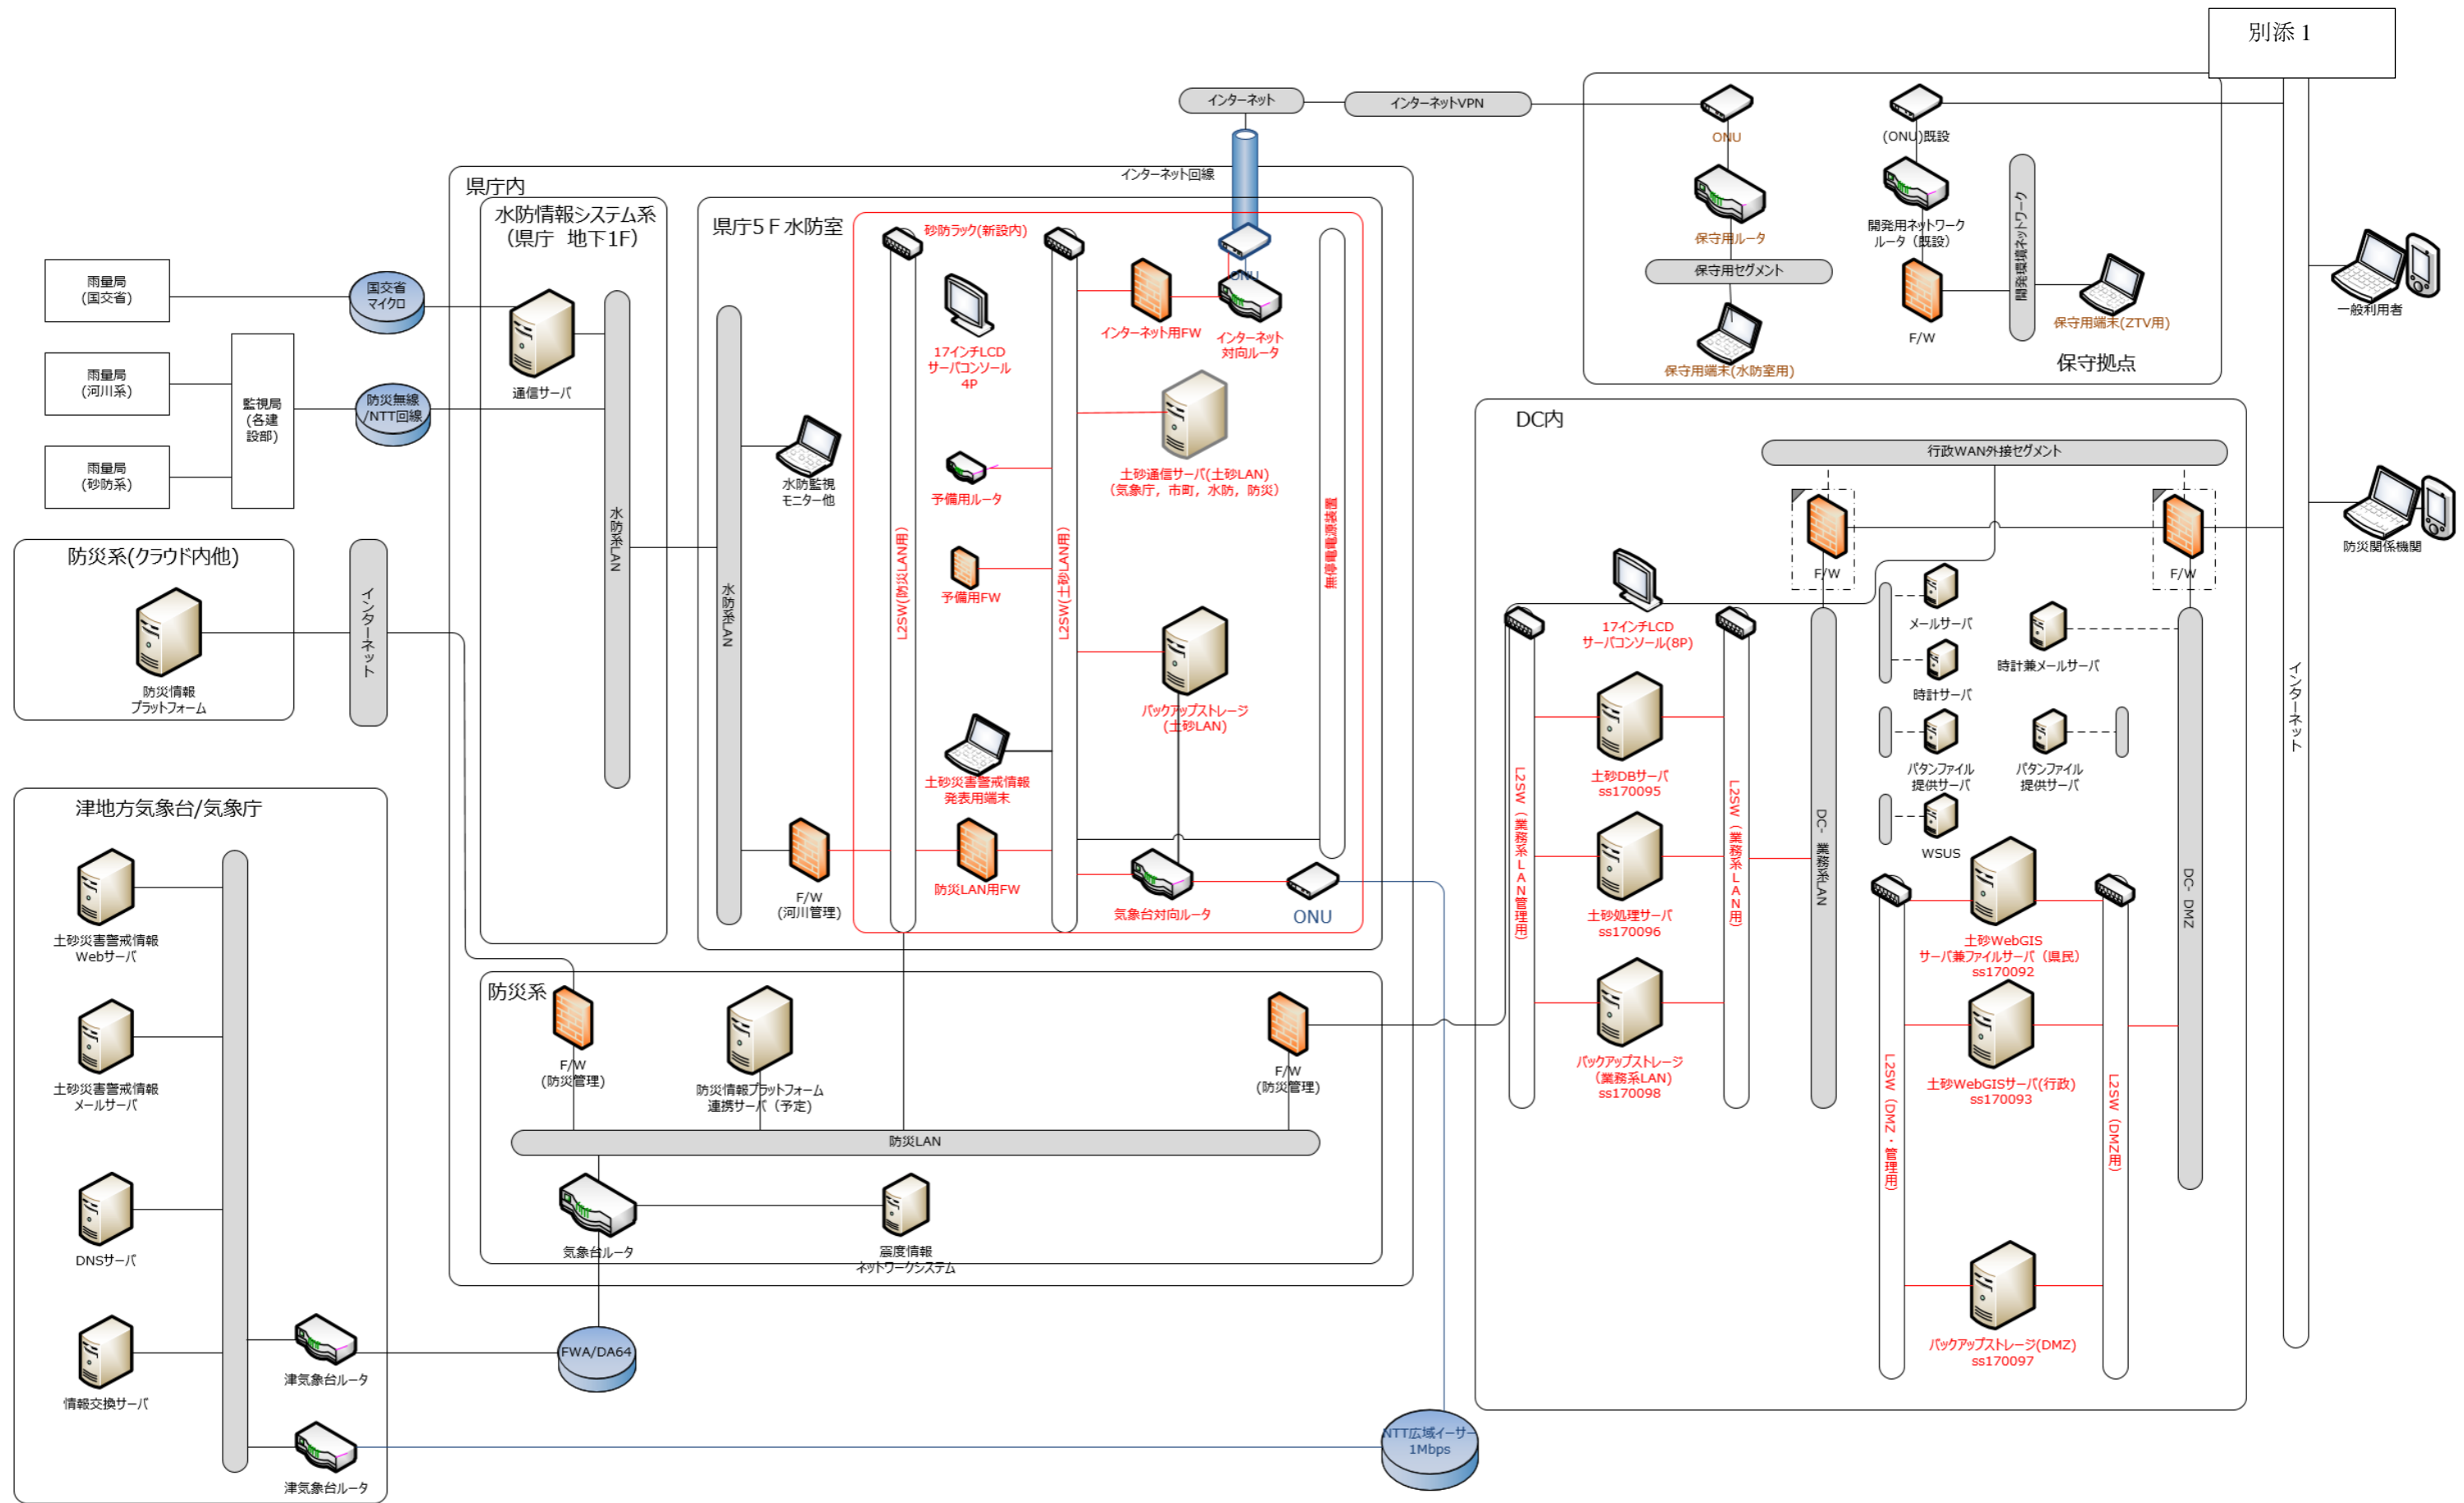 別添 1
インターネット
インターネットVPN
ONU
(ONU)既設
インターネット回線
保守用ルータ
開発用ネットワーク
ルータ（既設）
開発環境ネットワーク
保守用セグメント
保守用端末(水防室用)
F/W
保守用端末(ZTV用)
保守拠点
一般利用者
防災関係機関
インターネット
県庁内
水防情報システム系
（県庁 地下1F）
通信サーバ
水防系LAN
雨量局
(国交省)
雨量局
(河川系)
雨量局
(砂防系)
監視局
(各建
設部)
国交省
マイクロ
防災無線
/NTT回線
県庁5Ｆ水防室
水防系LAN
水防監視
モニター他
F/W
(河川管理)
砂防ラック(新設内)
L2SW(防災LAN用)
17インチLCD
サーバコンソール
4P
予備用ルータ
予備用FW
土砂災害警戒情報
発表用端末
防災LAN用FW
L2SW(土砂LAN用)
インターネット用FW
ONU
インターネット
対向ルータ
土砂通信サーバ(土砂LAN)
（気象庁，市町，水防，防災）
バックアップストレージ
(土砂LAN)
気象台対向ルータ
ONU
無停電電源装置
防災系(クラウド内他)
防災情報
プラットフォーム
インターネット
津地方気象台/気象庁
土砂災害警戒情報
Webサーバ
土砂災害警戒情報
メールサーバ
DNSサーバ
情報交換サーバ
津気象台ルータ
津気象台ルータ
防災系
F/W
(防災管理)
防災情報プラットフォーム
連携サーバ（予定）
F/W
(防災管理)
防災LAN
気象台ルータ
震度情報
ネットワークシステム
FWA/DA64
NTT広域イーサー
1Mbps
DC内
行政WAN外接セグメント
F/W
F/W
17インチLCD
サーバコンソール(8P)
L2SW（業務系LAN管理用）
土砂DBサーバ
ss170095
土砂処理サーバ
ss170096
バックアップストレージ
（業務系LAN）
ss170098
L2SW（業務系LAN用）
DC- 業務系LAN
メールサーバ
時計サーバ
時計兼メールサーバ
パタンファイル
提供サーバ
パタンファイル
提供サーバ
WSUS
DC- DMZ
L2SW（DMZ・管理用）
土砂WebGIS
サーバ兼ファイルサーバ（県民）
ss170092
土砂WebGISサーバ(行政)
ss170093
バックアップストレージ(DMZ)
ss170097
L2SW（DMZ用）